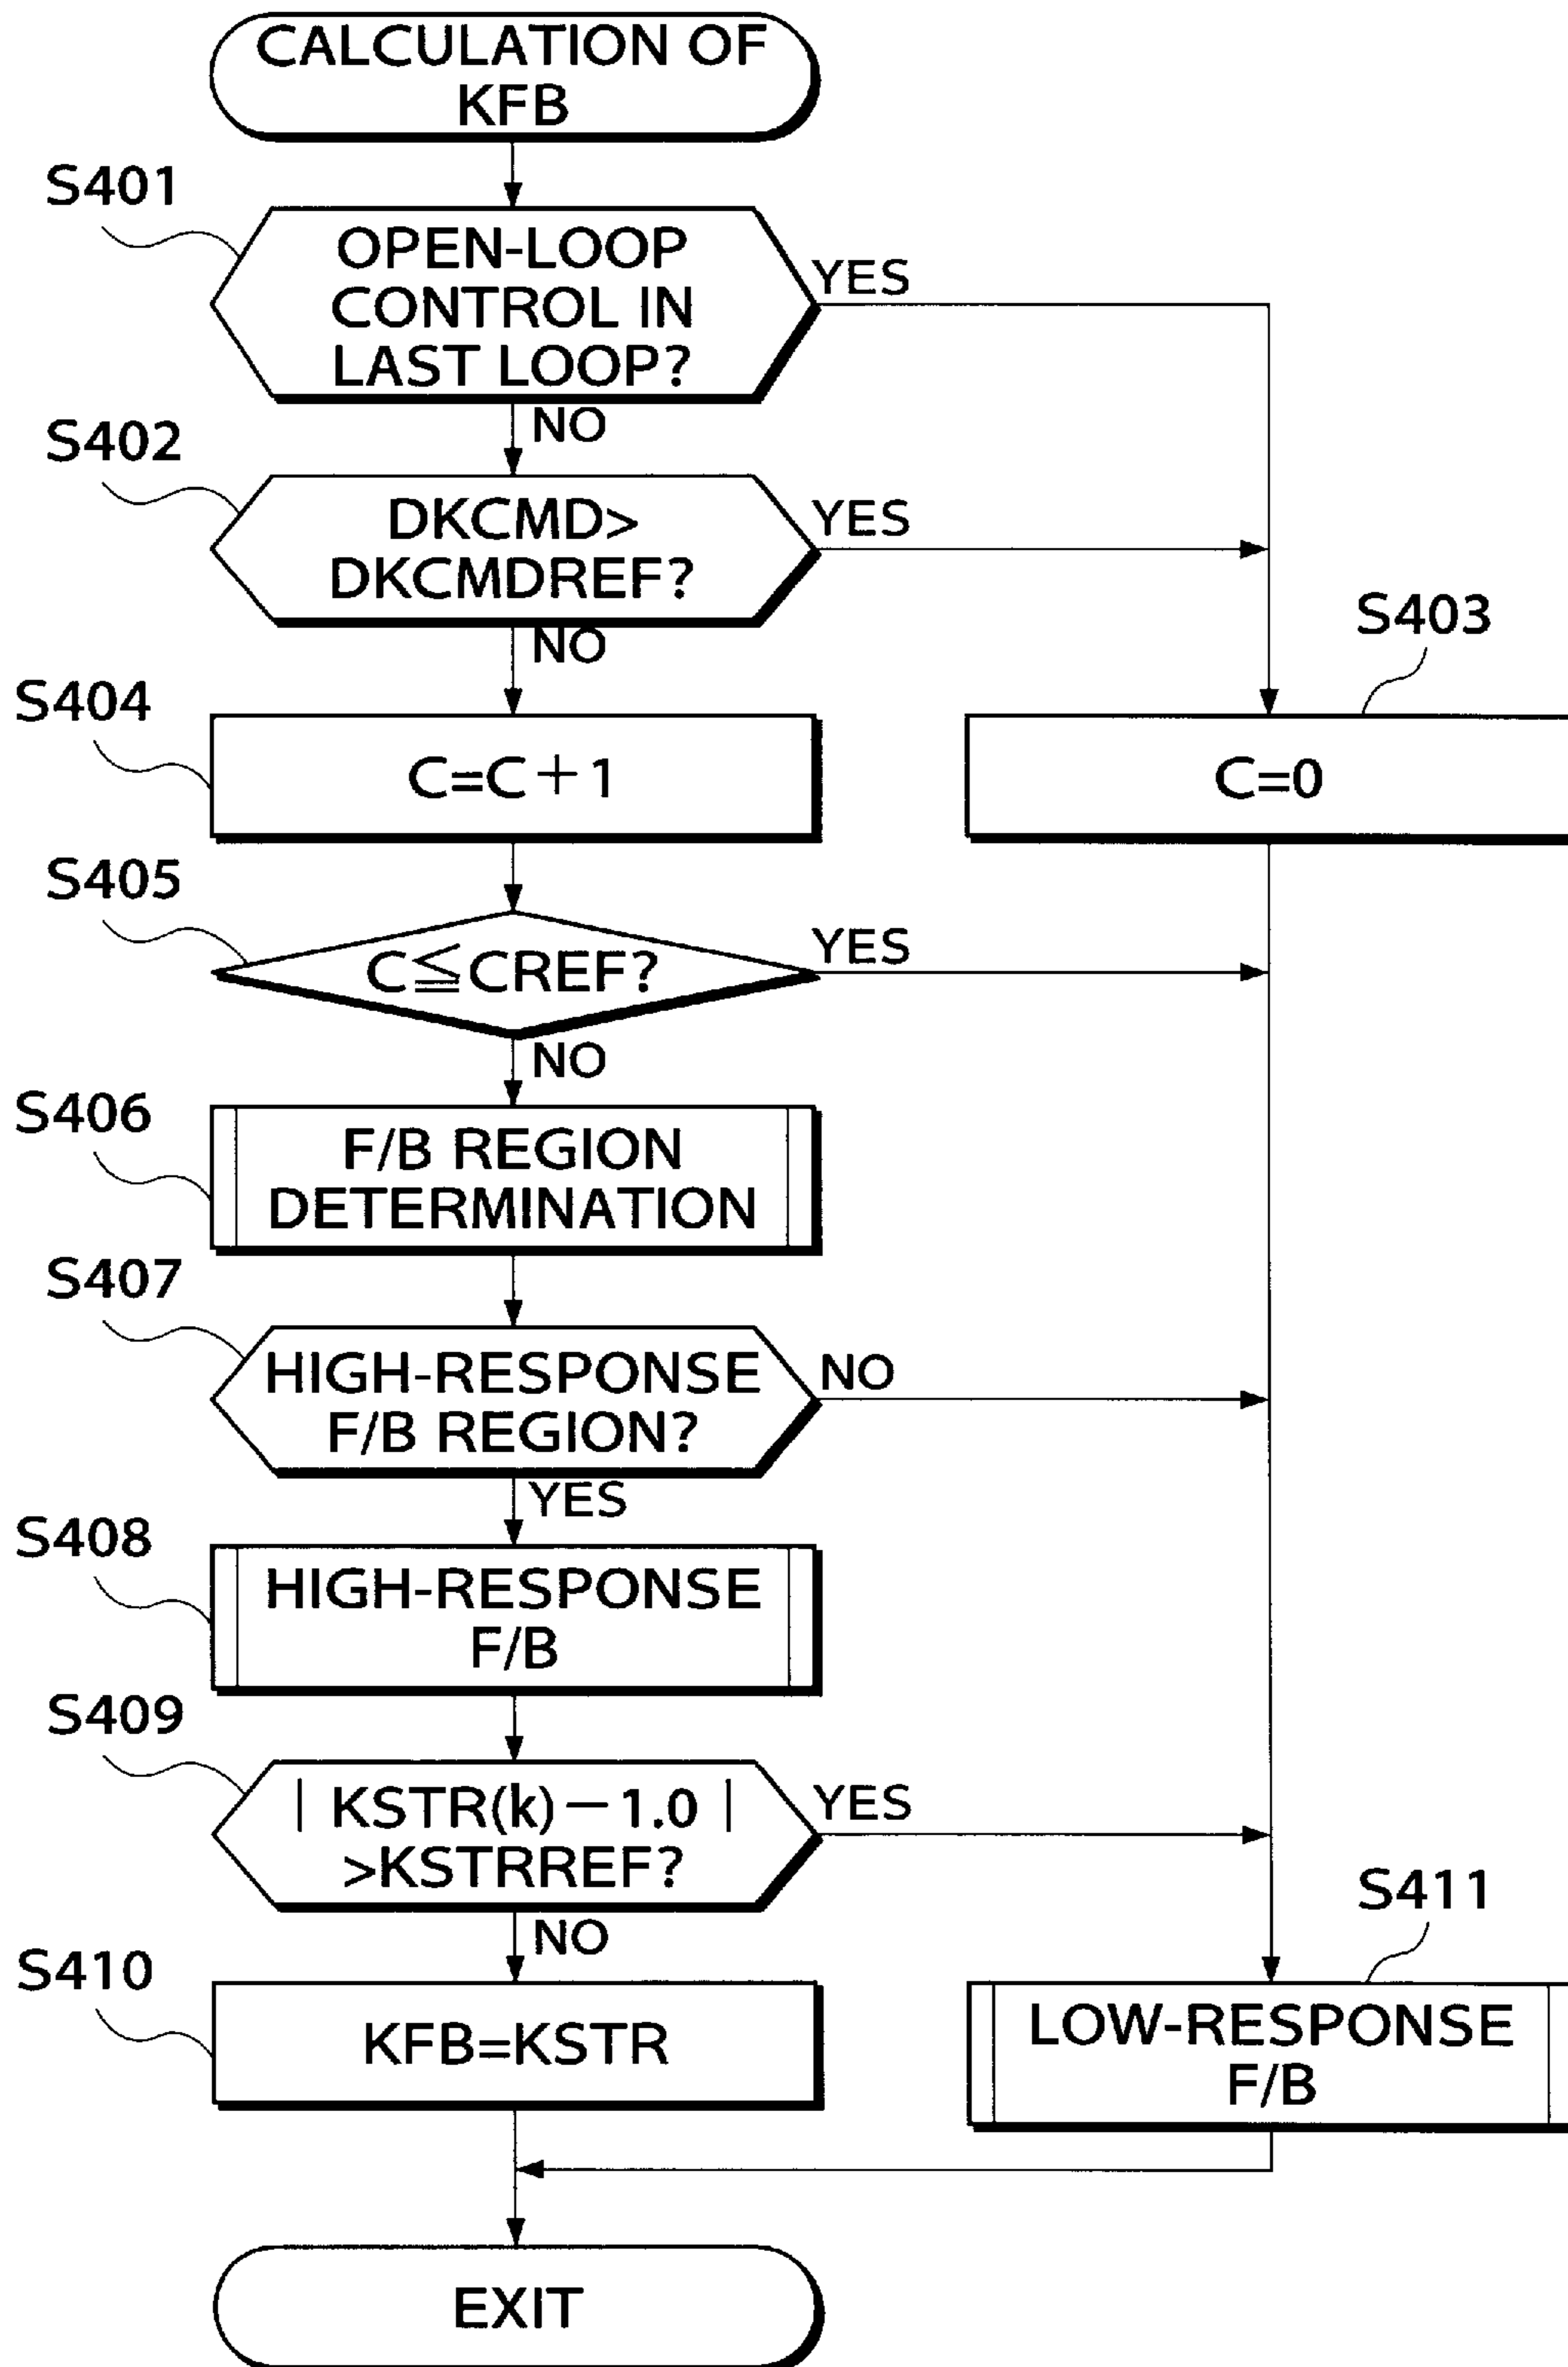 CALCULATION OF
KFB
S401
OPEN-LOOP
CONTROL IN
LAST LOOP?
YES
NO
S402
DKCMD>
DKCMDREF?
YES
NO
S403
C=0
S404
C=C+1
S405
C≦CREF?
YES
NO
S406
F/B REGION
DETERMINATION
S407
HIGH-RESPONSE
F/B REGION?
NO
YES
S408
HIGH-RESPONSE
F/B
S409
| KSTR(k)-1.0 |
>KSTRREF?
YES
NO
S410
KFB=KSTR
S411
LOW-RESPONSE
F/B
EXIT